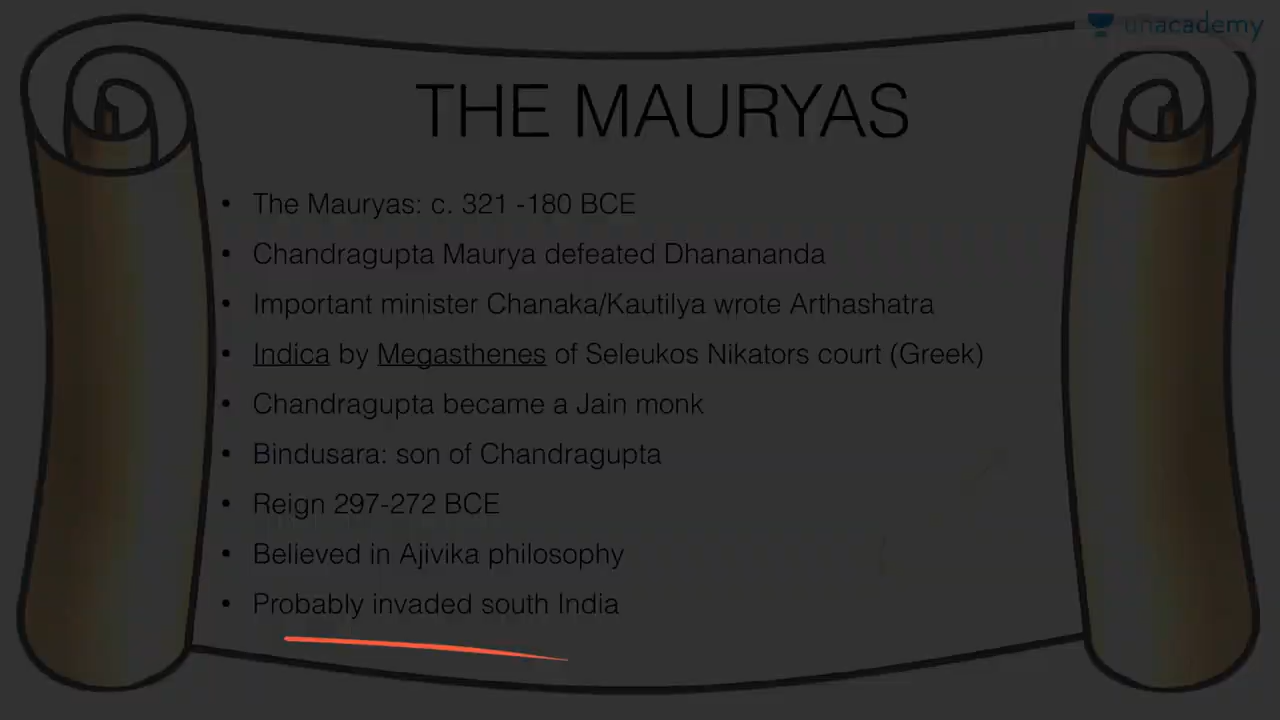 unacademy
THE MAURYAS
• The Mauryas: c. 321 -180 BCE
• Chandragupta Maurya defeated Dhanananda
• Important minister Chanaka/Kautilya wrote Arthashatra
• Indica by Megasthenes of Seleukos Nikators court (Greek)
• Chandragupta became a Jain monk
• Bindusara: son of Chandragupta
• Reign 297-272 BCE
• Believed in Ajivika philosophy
• Probably invaded south India